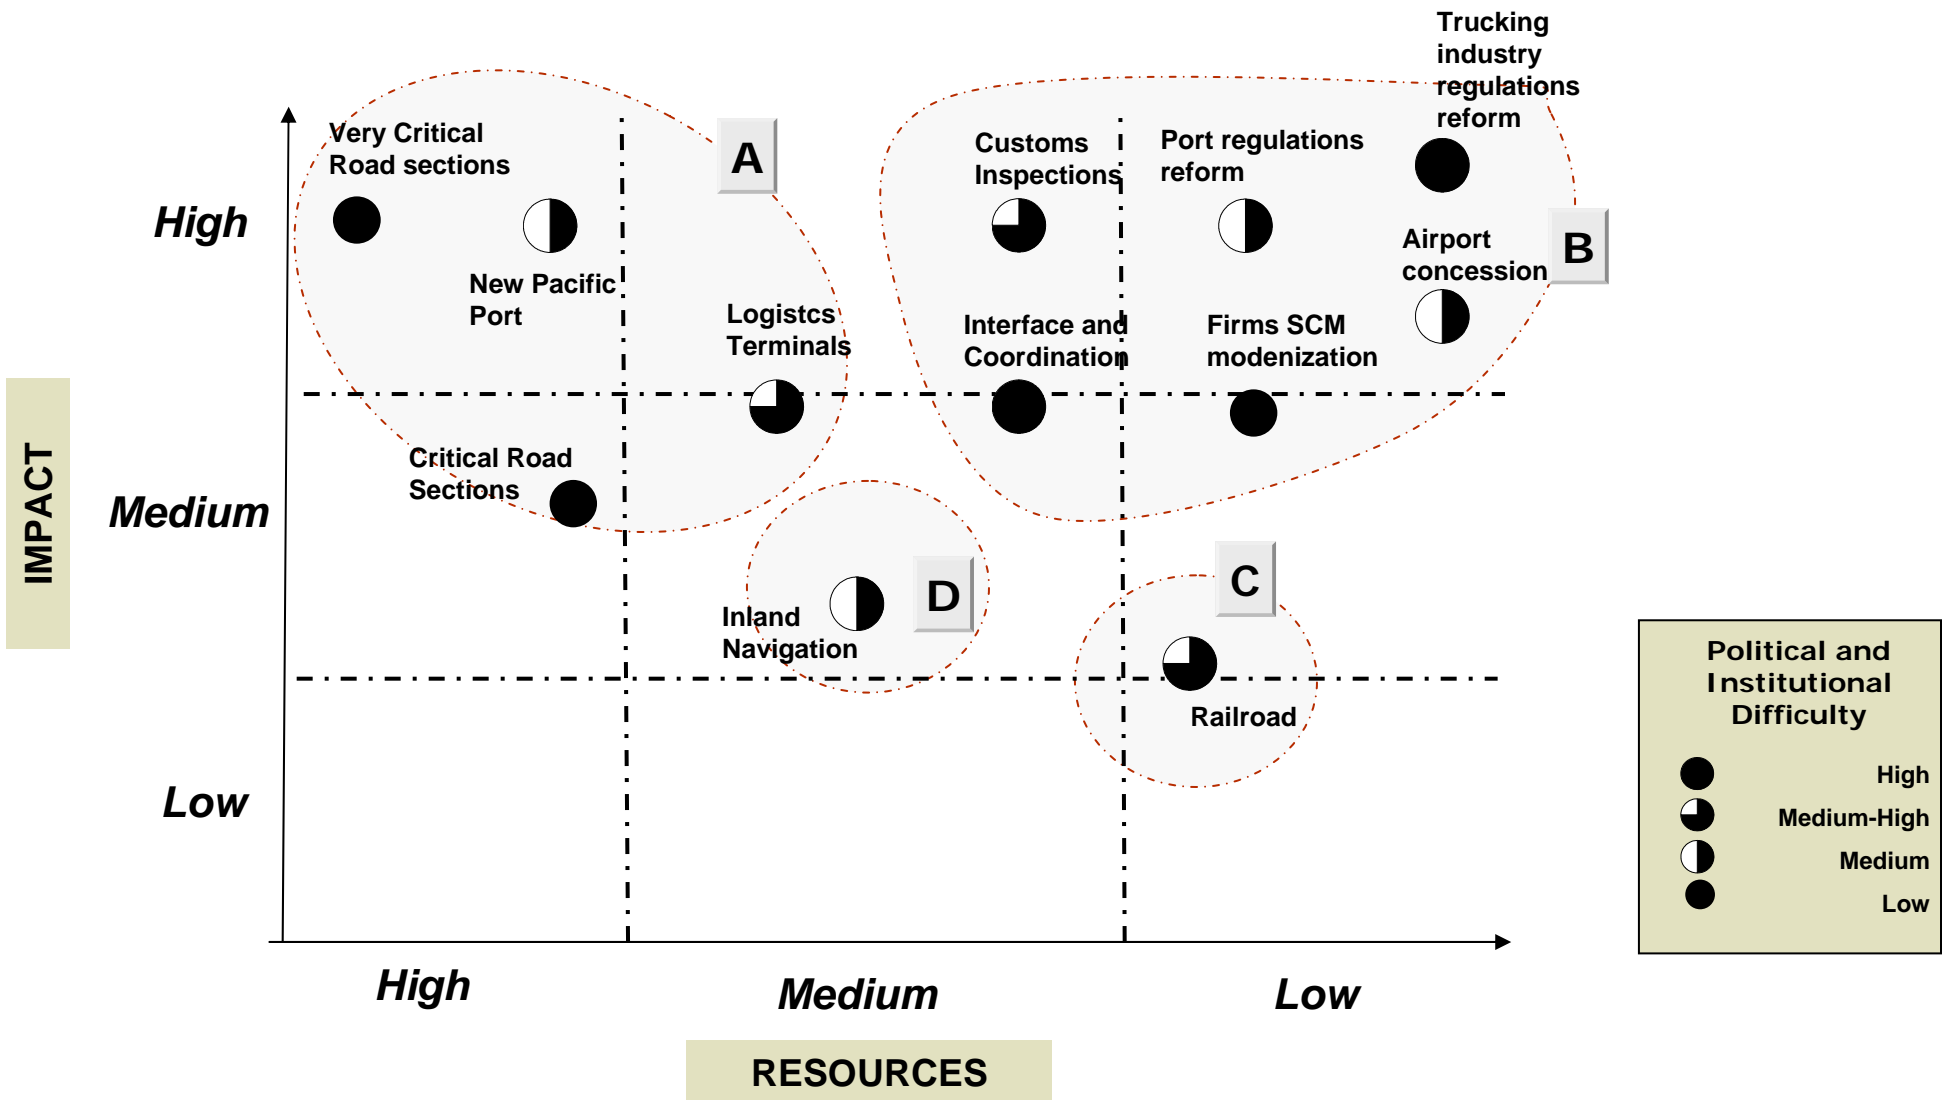 Trucking
industry
regulations
reform
Very Critical
Road sections
A
Customs
Inspections
Port regulations
reform
High
Airport
concession
B
New Pacific
Port
Logistcs
Terminals
Interface and
Coordination
Firms SCM
modenization
Critical Road
Sections
IMPACT
Medium
D
C
Inland
Navigation
Railroad
Low
Political and
Institutional
Difficulty
High
Medium-High
Medium
Low
High
Medium
Low
RESOURCES